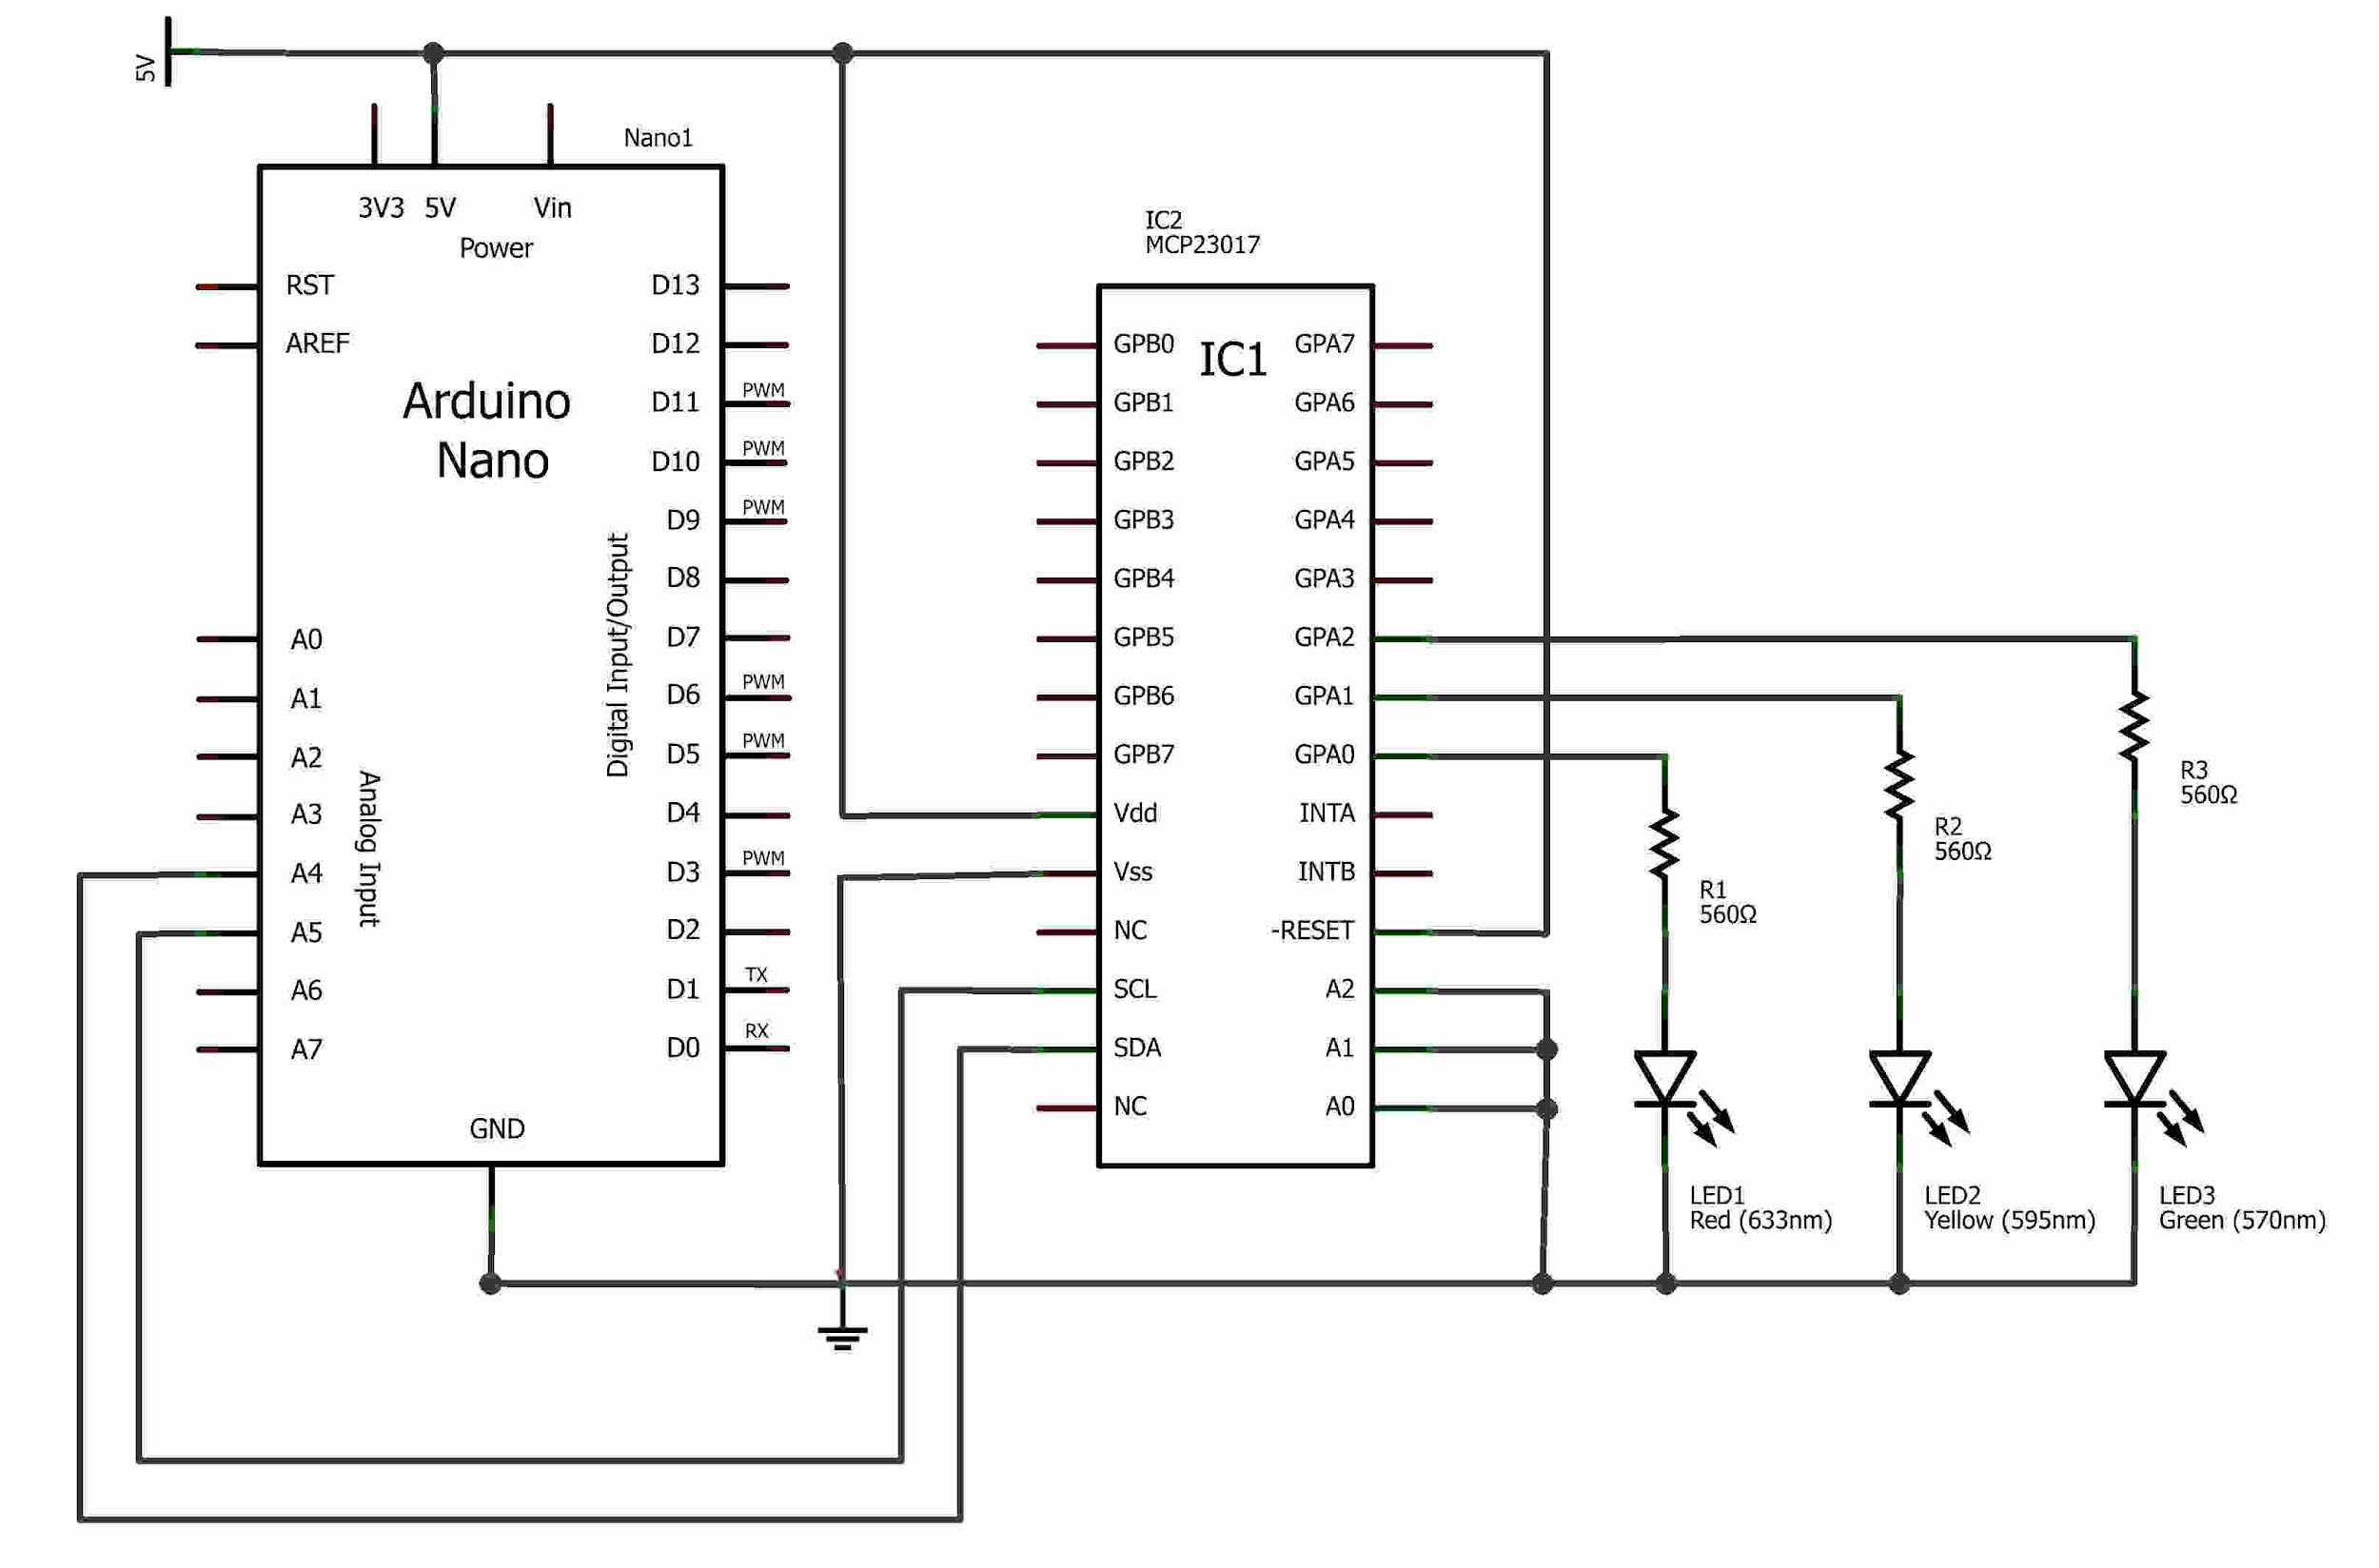 5V
Nano1
3V3 5V Vin
Power
RST
AREF
Arduino
Nano
A0
A1
A2
A3
A4
A5
A6
A7
Analog Input
Digital Input/Output
D13
D12
D11 PWM
D10 PWM
D9 PWM
D8
D7
D6 PWM
D5 PWM
D4
D3 PWM
D2
D1 TX
D0 RX
GND
IC2
MCP23017
IC1
GPB0
GPB1
GPB2
GPB3
GPB4
GPB5
GPB6
GPB7
Vdd
Vss
NC
SCL
SDA
NC
GPA7
GPA6
GPA5
GPA4
GPA3
GPA2
GPA1
GPA0
INTA
INTB
-RESET
A2
A1
A0
R1
560Ω
R2
560Ω
R3
560Ω
LED1
Red (633nm)
LED2
Yellow (595nm)
LED3
Green (570nm)